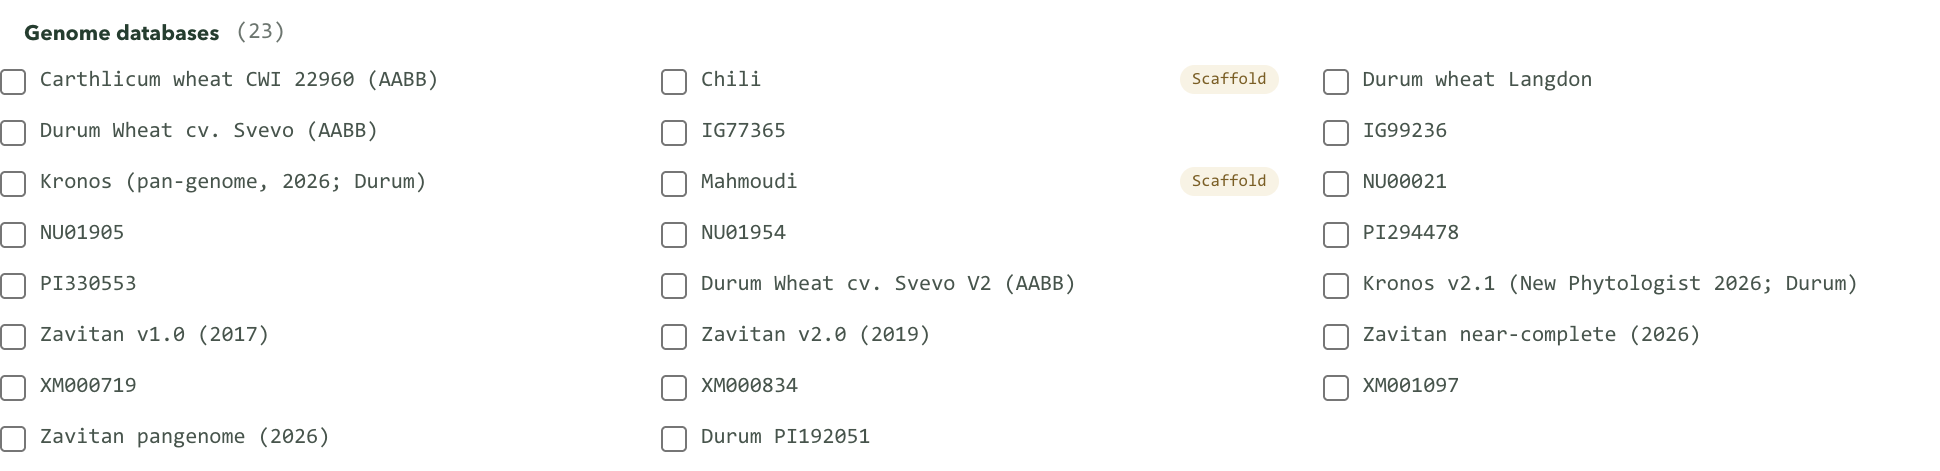 Genome databases (23)
Carthlicum wheat CWI 22960 (AABB)
Chili
Scaffold
Durum wheat Langdon
Durum Wheat cv. Svevo (AABB)
IG77365
IG99236
Kronos (pan-genome, 2026; Durum)
Mahmoudi
Scaffold
NU00021
NU01905
NU01954
PI294478
PI330553
Durum Wheat cv. Svevo V2 (AABB)
Kronos v2.1 (New Phytologist 2026; Durum)
Zavitan v1.0 (2017)
Zavitan v2.0 (2019)
Zavitan near-complete (2026)
XM000719
XM000834
XM001097
Zavitan pangenome (2026)
Durum PI192051